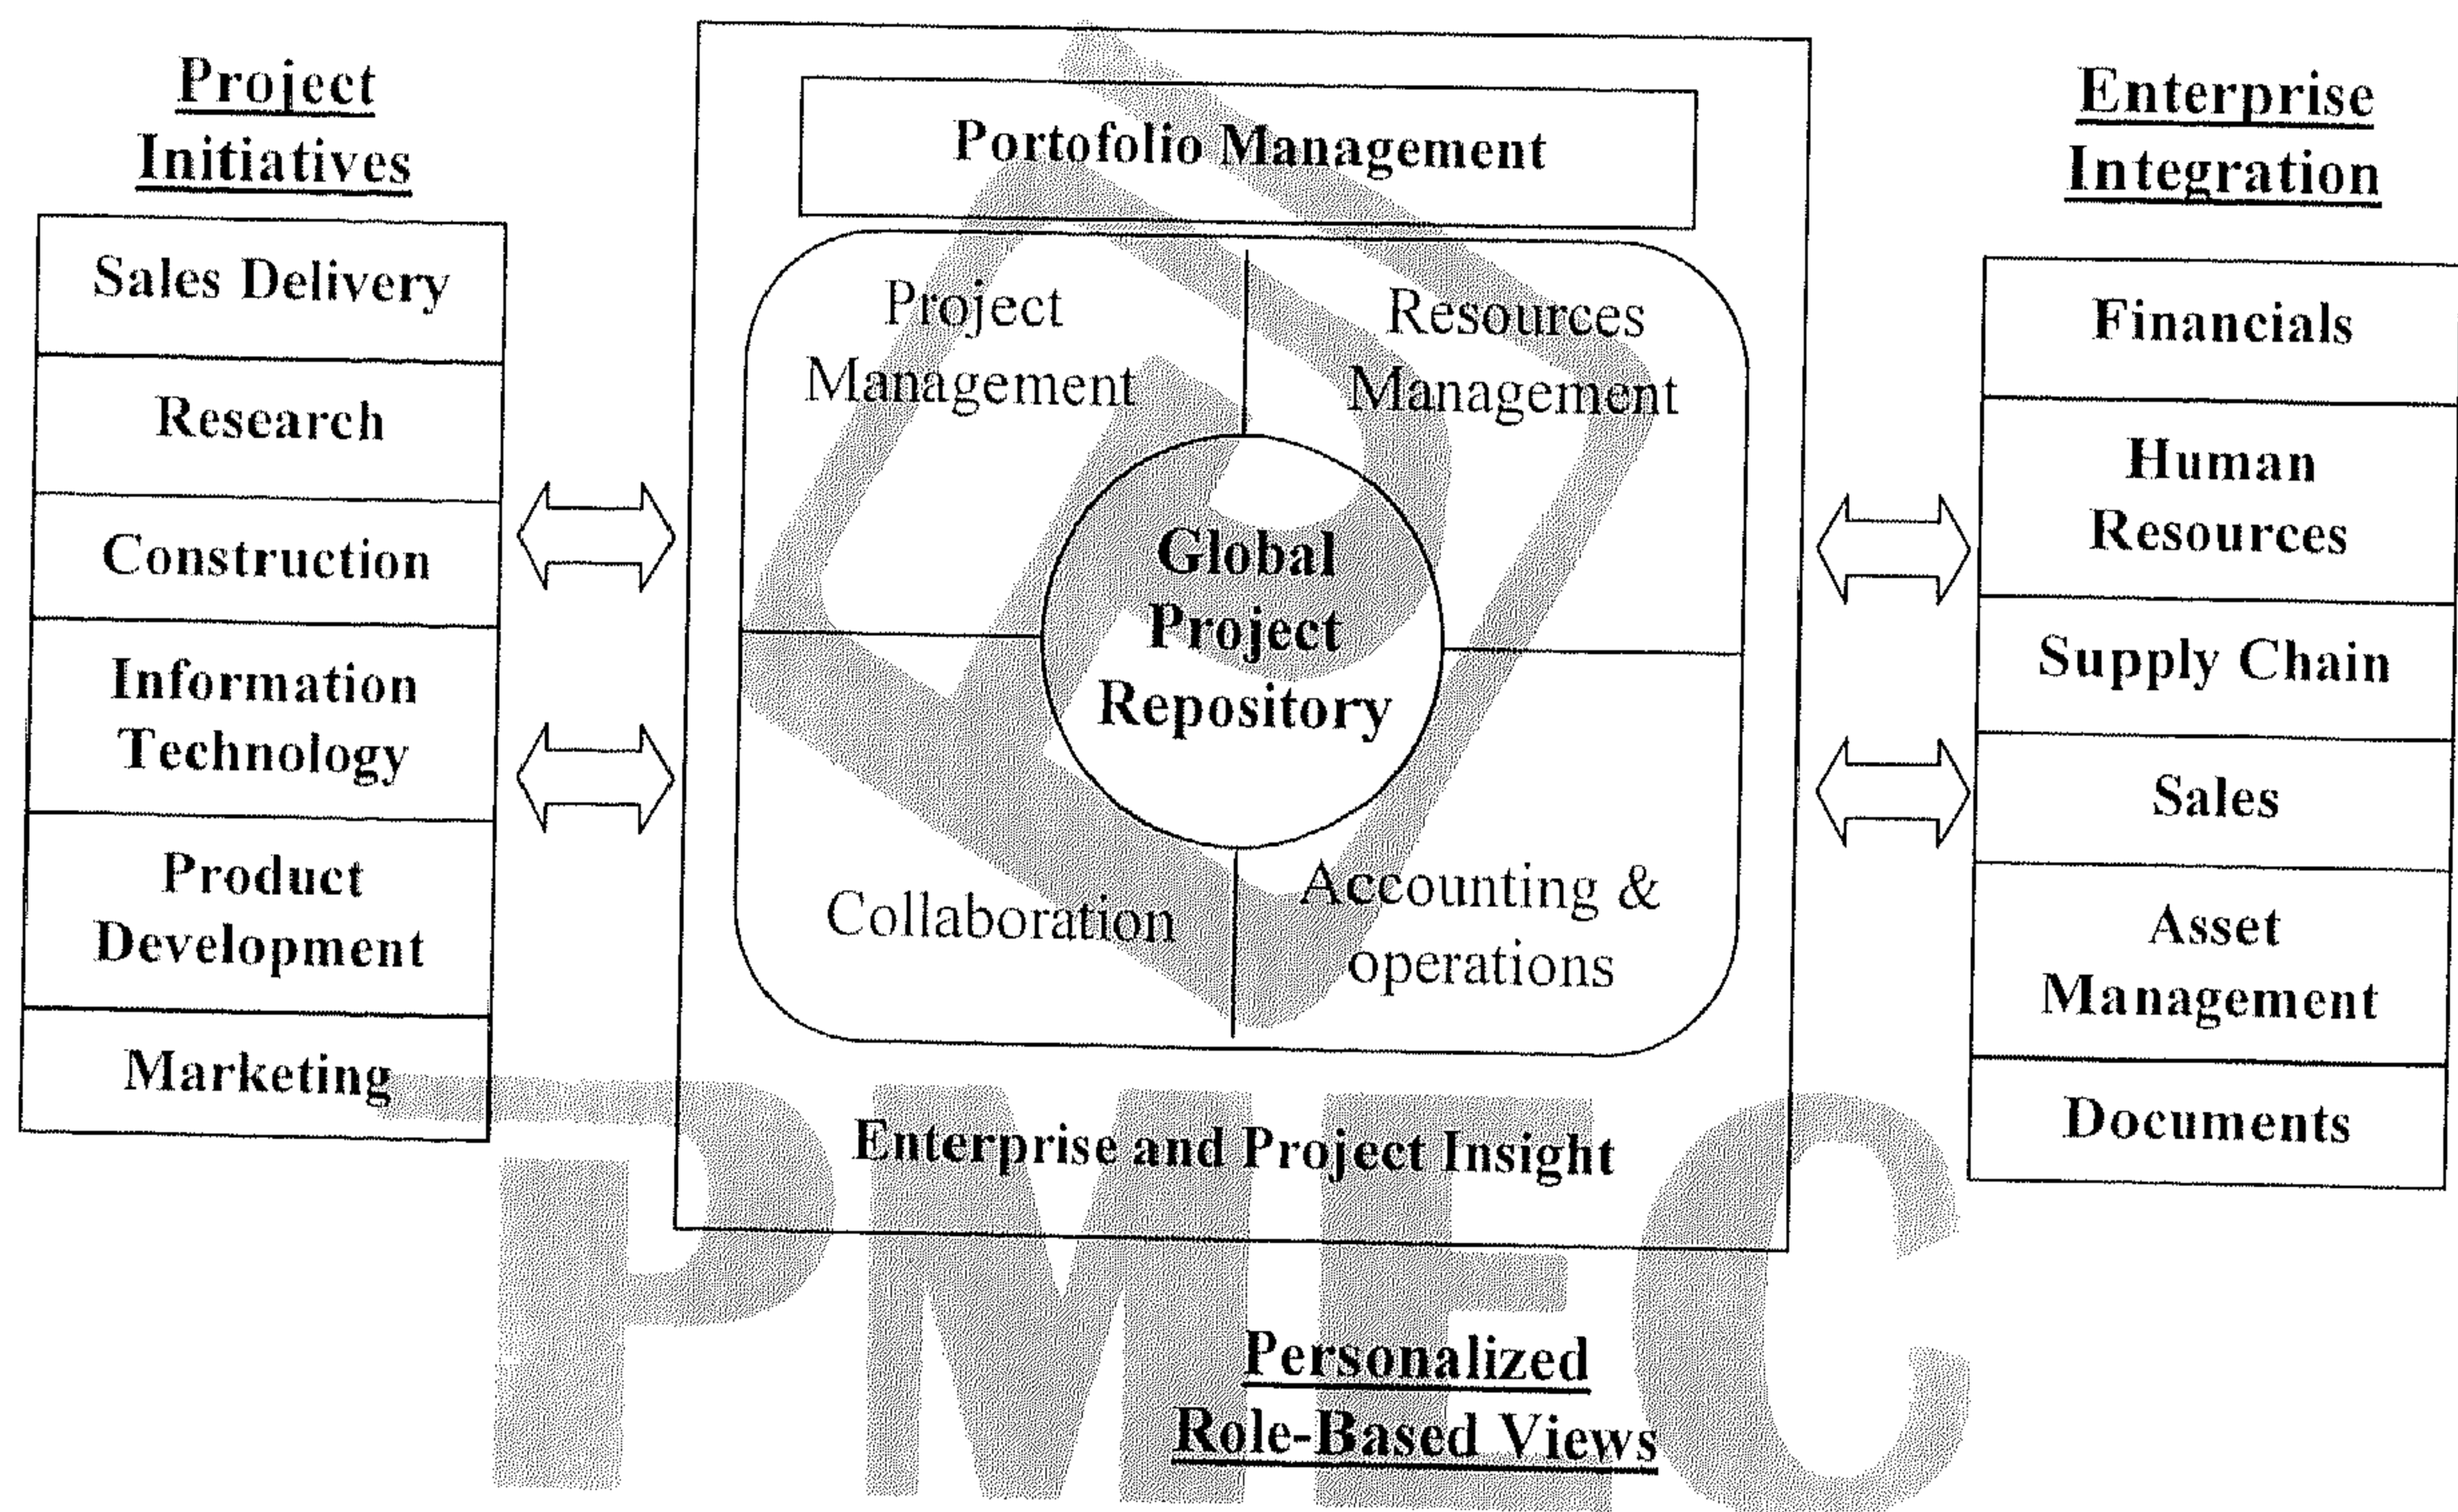 Project
Initiatives
Sales Delivery
Research
Construction
Information
Technology
Product
Development
Marketing
Portofolio Management
Project
Management
Resources
Management
Global
Project
Repository
Collaboration
Accounting &
operations
Enterprise and Project Insight
Enterprise
Integration
Financials
Human
Resources
Supply Chain
Sales
Asset
Management
Documents
Personalized
Role-Based Views
PMEC